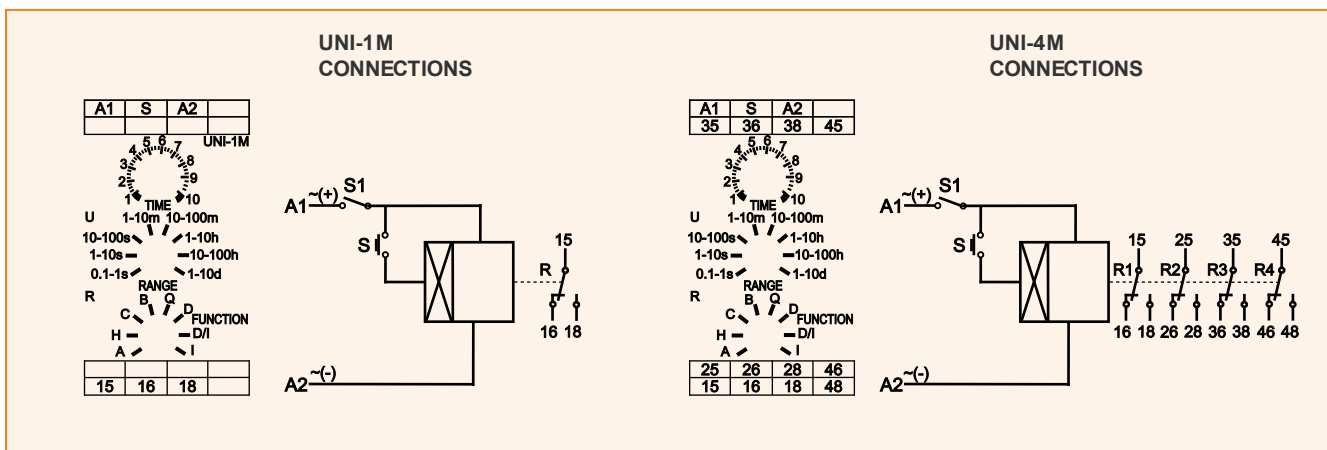 UNI-1M
CONNECTIONS
A1 S A2
UNI-1M
1 2 3 4 5 6 7 8 9 10
TIME
U
1-10m 10-100m
10-100s 1-10h
1-10s 10-100h
0.1-1s 1-10d
RANGE
R
B Q
C D
FUNCTION
H D/I
A I
15 16 18
A1 ~(+) S1
S
R
15
16 18
A2 ~(-)
UNI-4M
CONNECTIONS
A1 S A2
35 36 38 45
1 2 3 4 5 6 7 8 9 10
TIME
U
1-10m 10-100m
10-100s 1-10h
1-10s 10-100h
0.1-1s 1-10d
RANGE
R
B Q
C D
FUNCTION
H D/I
A I
25 26 28 46
15 16 18 48
A1 ~(+) S1
S
15 25 35 45
R1 R2 R3 R4
16 18 26 28 36 38 46 48
A2 ~(-)